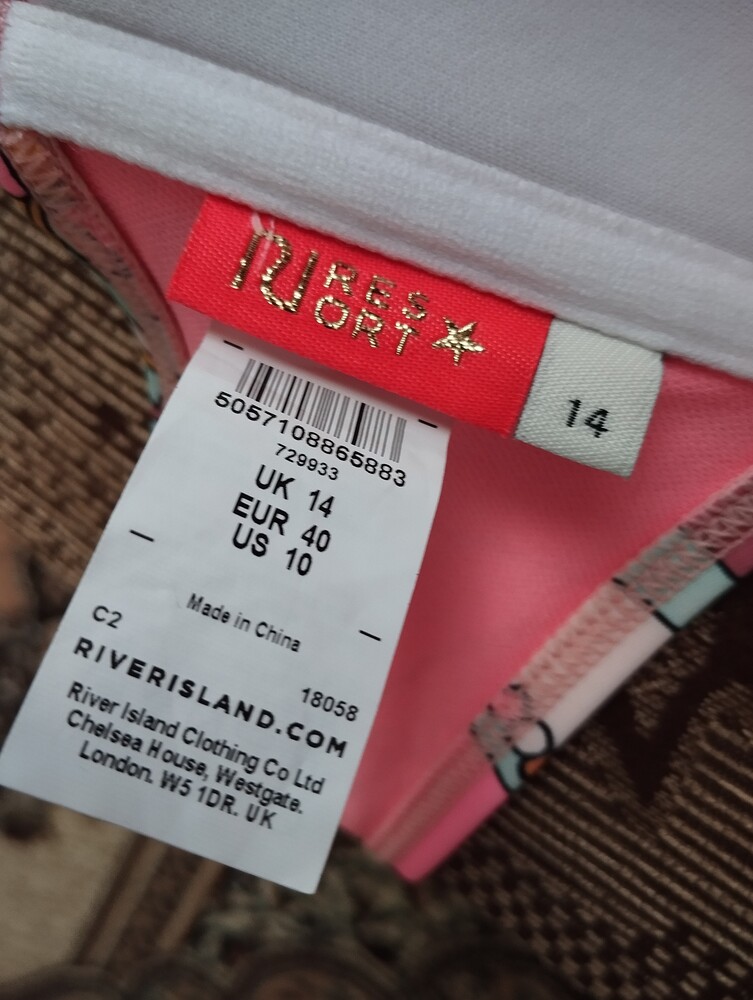 RES
ORT
14
5057108865883
729933
UK 14
EUR 40
US 10
Made in China
C2
18058
RIVERISLAND.COM
River Island Clothing Co Ltd
Chelsea House, Westgate.
London. W5 1DR. UK